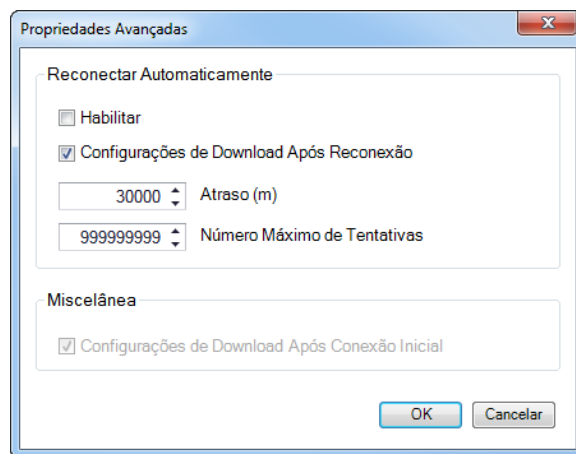 Propriedades Avançadas
Reconectar Automaticamente
Habilitar
Configurações de Download Após Reconexão
30000 Atraso (m)
999999999 Número Máximo de Tentativas
Miscelânea
Configurações de Download Após Conexão Inicial
OK Cancelar